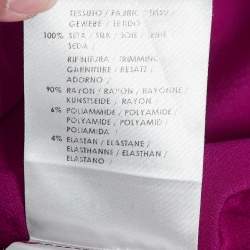 TESSUTO / FABRIC / TISSU
GEWEBE / TEJIDO
100% SETA / SILK / SOIE / SEIDE
SEDA /
RIFINITURA / TRIMMING /
GARNITURE / BESATZ /
ADORNO /
90% RAYON / RAYON / RAYONNE /
KUNSTSEIDE / RAYON
6% POLIAMMIDE / POLYAMID /
POLYAMIDE / POLYAMID /
POLIAMIDA /
4% ELASTAN / ELASTANE /
ELASTHANNE / ELASTHAN /
ELASTANO /